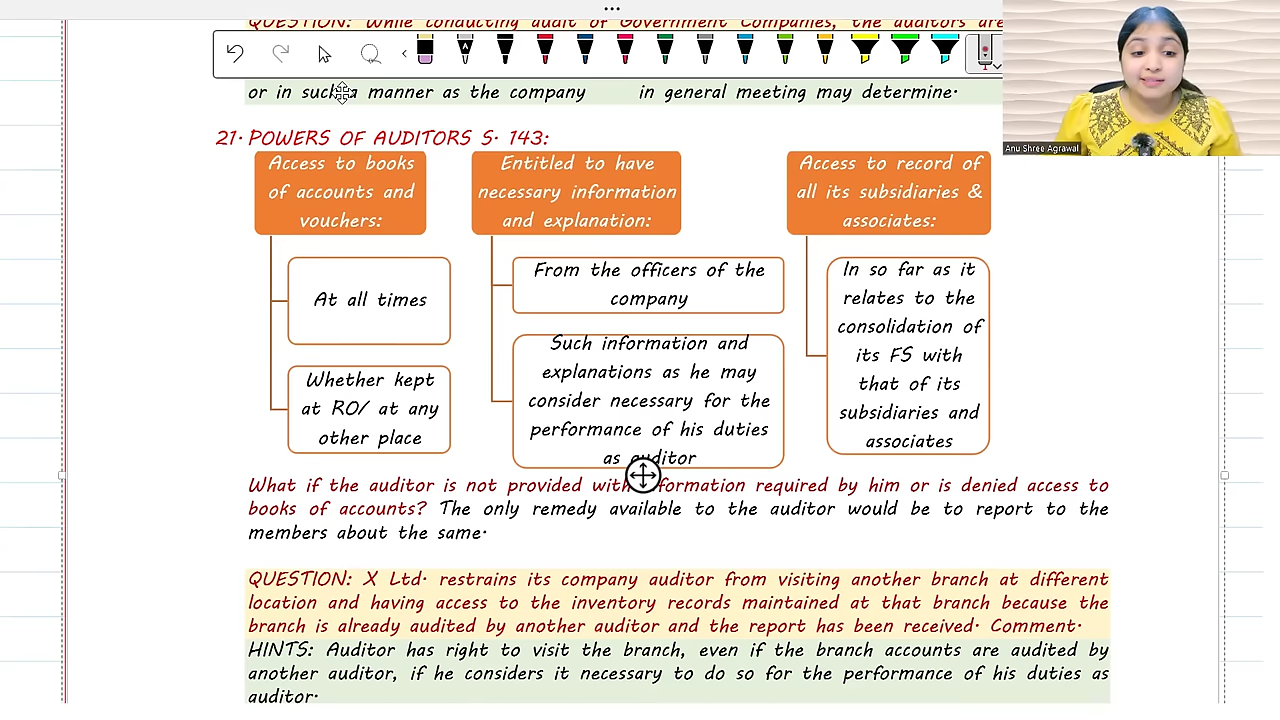 QUESTION: While conducting audit of Government Companies, the auditors are
or in such a manner as the company in general meeting may determine.
Anu Shree Agrawal
21. POWERS OF AUDITORS S. 143:
Access to books
of accounts and
vouchers:
At all times
Whether kept
at RO/ at any
other place
Entitled to have
necessary information
and explanation:
From the officers of the
company
Such information and
explanations as he may
consider necessary for the
performance of his duties
as auditor
Access to record of
all its subsidiaries &
associates:
In so far as it
relates to the
consolidation of
its FS with
that of its
subsidiaries and
associates
What if the auditor is not provided with information required by him or is denied access to
books of accounts? The only remedy available to the auditor would be to report to the
members about the same.
QUESTION: X Ltd. restrains its company auditor from visiting another branch at different
location and having access to the inventory records maintained at that branch because the
branch is already audited by another auditor and the report has been received. Comment.
HINTS: Auditor has right to visit the branch, even if the branch accounts are audited by
another auditor, if he considers it necessary to do so for the performance of his duties as
auditor.